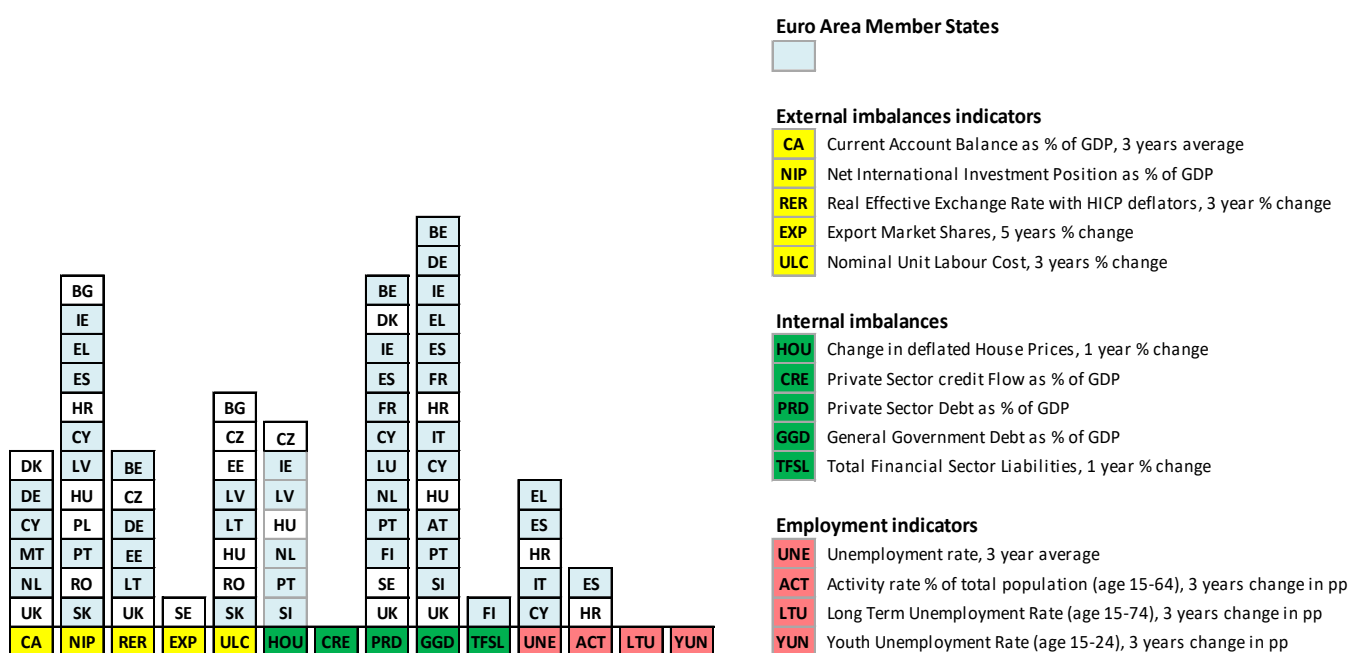 BE
DE
BG BE IE
IE DK EL
EL IE ES
ES ES FR
HR BG FR HR
CY CZ CZ CY IT
DK LV BE EE IE LU CY
DE HU CZ LV LV NL HU EL
CY PL DE LT HU PT AT ES
MT PT EE HU NL FI PT HR
NL RO LT RO PT SE SI IT ES
UK SK UK SE SK SI UK UK FI CY HR
CA NIP RER EXP ULC HOU CRE PRD GGD TFSL UNE ACT LTU YUN
Euro Area Member States
External imbalances indicators
CA Current Account Balance as % of GDP, 3 years average
NIP Net International Investment Position as % of GDP
RER Real Effective Exchange Rate with HICP deflators, 3 year % change
EXP Export Market Shares, 5 years % change
ULC Nominal Unit Labour Cost, 3 years % change
Internal imbalances
HOU Change in deflated House Prices, 1 year % change
CRE Private Sector credit Flow as % of GDP
PRD Private Sector Debt as % of GDP
GGD General Government Debt as % of GDP
TFSL Total Financial Sector Liabilities, 1 year % change
Employment indicators
UNE Unemployment rate, 3 year average
ACT Activity rate % of total population (age 15-64), 3 years change in pp
LTU Long Term Unemployment Rate (age 15-74), 3 years change in pp
YUN Youth Unemployment Rate (age 15-24), 3 years change in pp